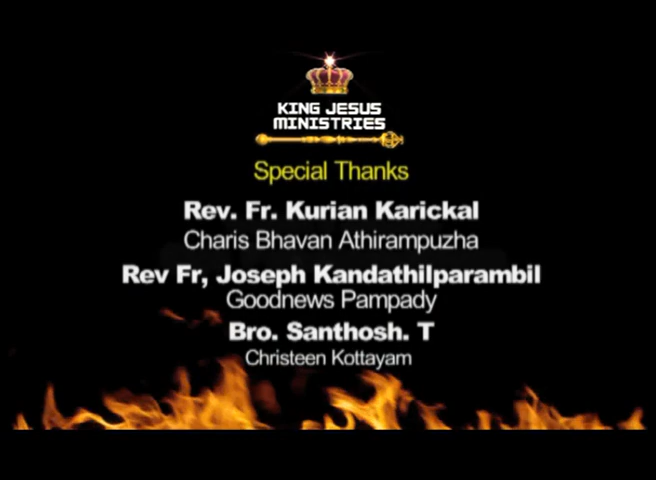 KING JESUS
MINISTRIES
Special Thanks
Rev. Fr. Kurian Karickal
Charis Bhavan Athirampuzha
Rev Fr, Joseph Kandathilparambil
Goodnews Pampady
Bro. Santhosh. T
Christeen Kottayam